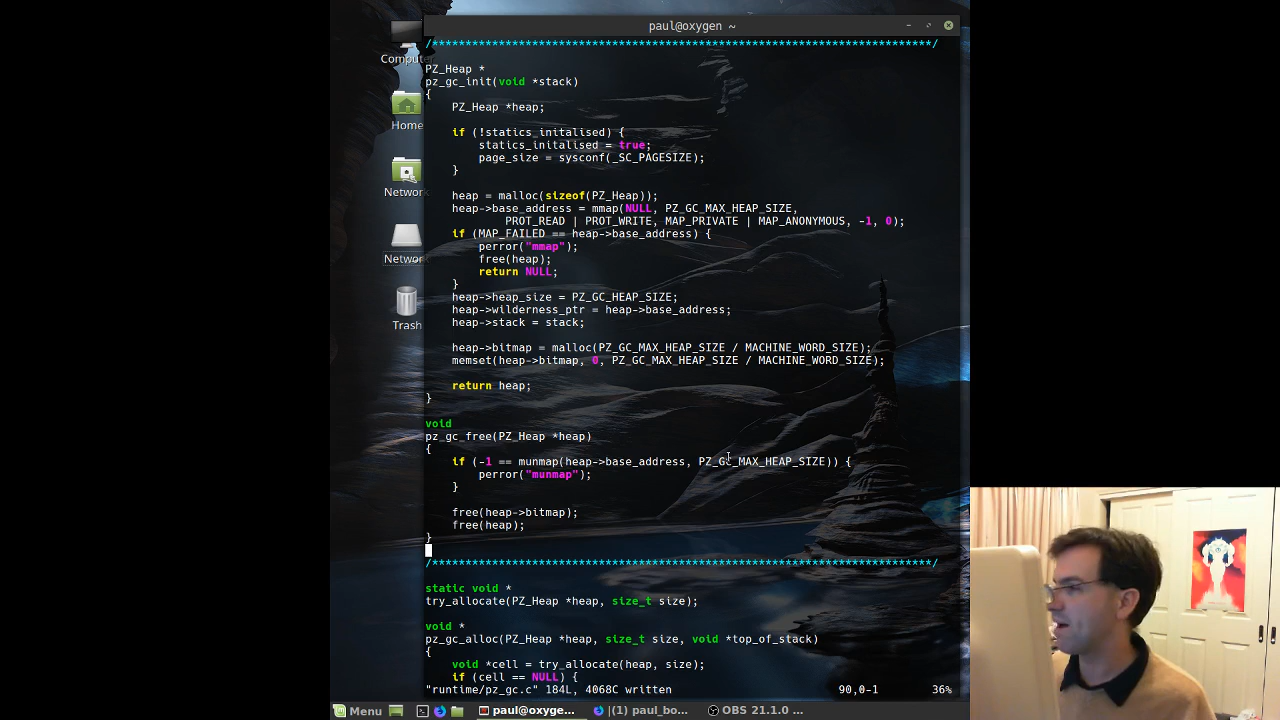 paul@oxygen ~
/****************************************************************************/
Comput
Home
Network
Network
Trash
PZ_Heap *
pz_gc_init(void *stack)
{
    PZ_Heap *heap;
    if (!statics_initalised) {
        statics_initalised = true;
        page_size = sysconf(_SC_PAGESIZE);
    }
    heap = malloc(sizeof(PZ_Heap));
    heap->base_address = mmap(NULL, PZ_GC_MAX_HEAP_SIZE,
            PROT_READ | PROT_WRITE, MAP_PRIVATE | MAP_ANONYMOUS, -1, 0);
    if (MAP_FAILED == heap->base_address) {
        perror("mmap");
        free(heap);
        return NULL;
    }
    heap->heap_size = PZ_GC_HEAP_SIZE;
    heap->wilderness_ptr = heap->base_address;
    heap->stack = stack;
    heap->bitmap = malloc(PZ_GC_MAX_HEAP_SIZE / MACHINE_WORD_SIZE);
    memset(heap->bitmap, 0, PZ_GC_MAX_HEAP_SIZE / MACHINE_WORD_SIZE);
    return heap;
}
void
pz_gc_free(PZ_Heap *heap)
{
    if (-1 == munmap(heap->base_address, PZ_GC_MAX_HEAP_SIZE)) {
        perror("munmap");
    }
    free(heap->bitmap);
    free(heap);
}
/****************************************************************************/
static void *
try_allocate(PZ_Heap *heap, size_t size);
void *
pz_gc_alloc(PZ_Heap *heap, size_t size, void *top_of_stack)
{
    void *cell = try_allocate(heap, size);
    if (cell == NULL) {
"runtime/pz_gc.c" 184L, 4068C written 90,0-1 36%
Menu paul@oxyge... |(1) paul_bo... OBS 21.1.0 ...